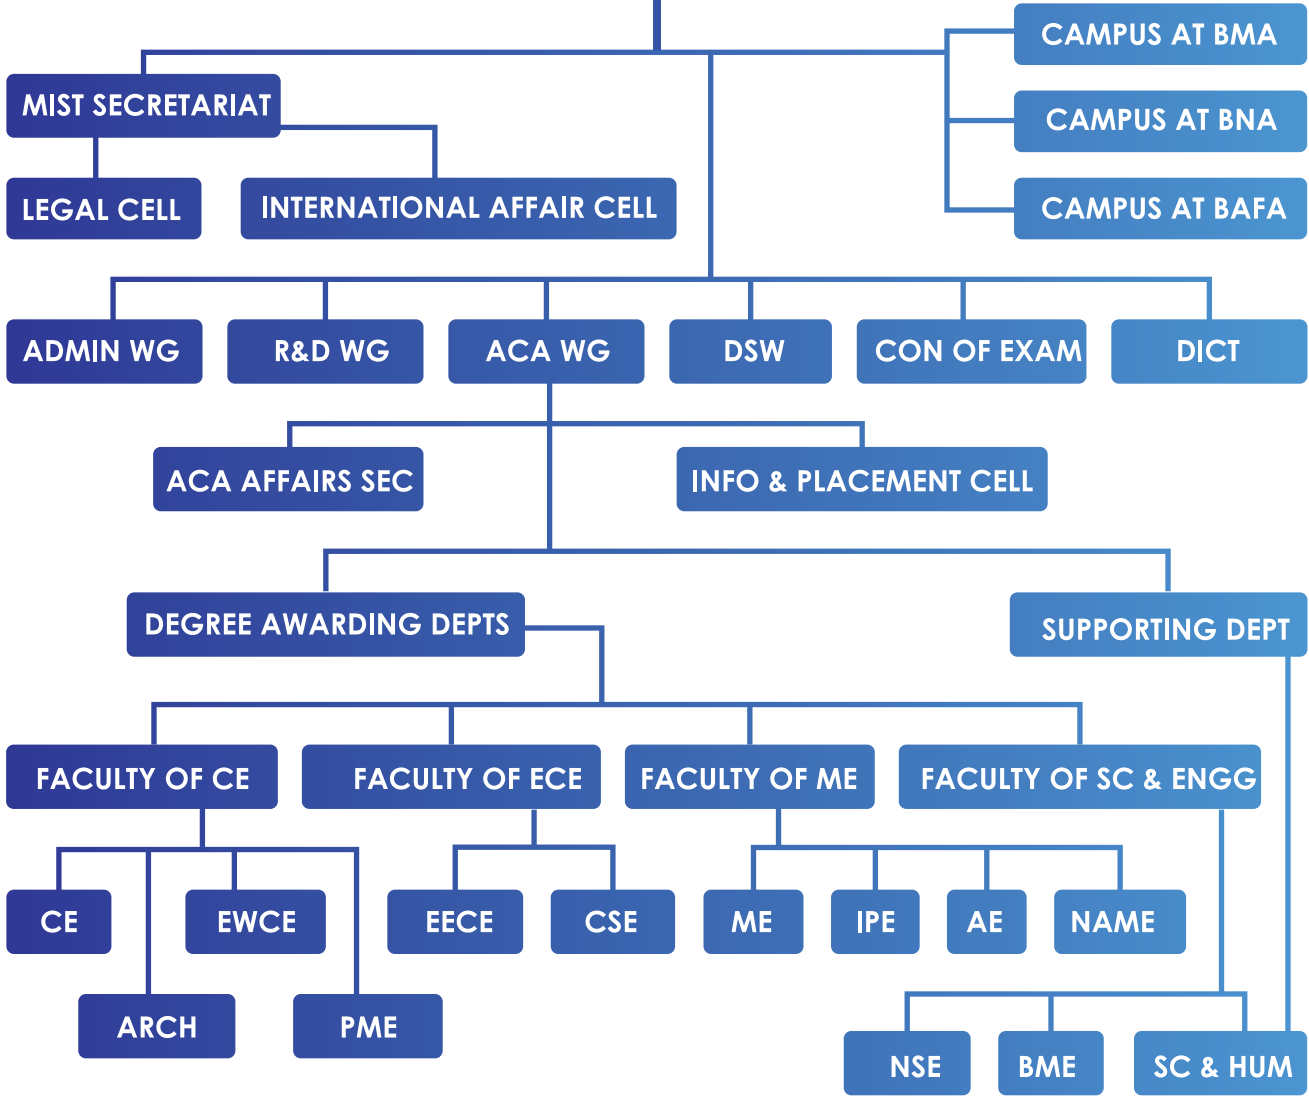 CAMPUS AT BMA
MIST SECRETARIAT
CAMPUS AT BNA
LEGAL CELL
INTERNATIONAL AFFAIR CELL
CAMPUS AT BAFA
ADMIN WG
R&D WG
ACA WG
DSW
CON OF EXAM
DICT
ACA AFFAIRS SEC
INFO & PLACEMENT CELL
DEGREE AWARDING DEPTS
SUPPORTING DEPT
FACULTY OF CE
FACULTY OF ECE
FACULTY OF ME
FACULTY OF SC & ENGG
CE
EWCE
EECE
CSE
ME
IPE
AE
NAME
ARCH
PME
NSE
BME
SC & HUM